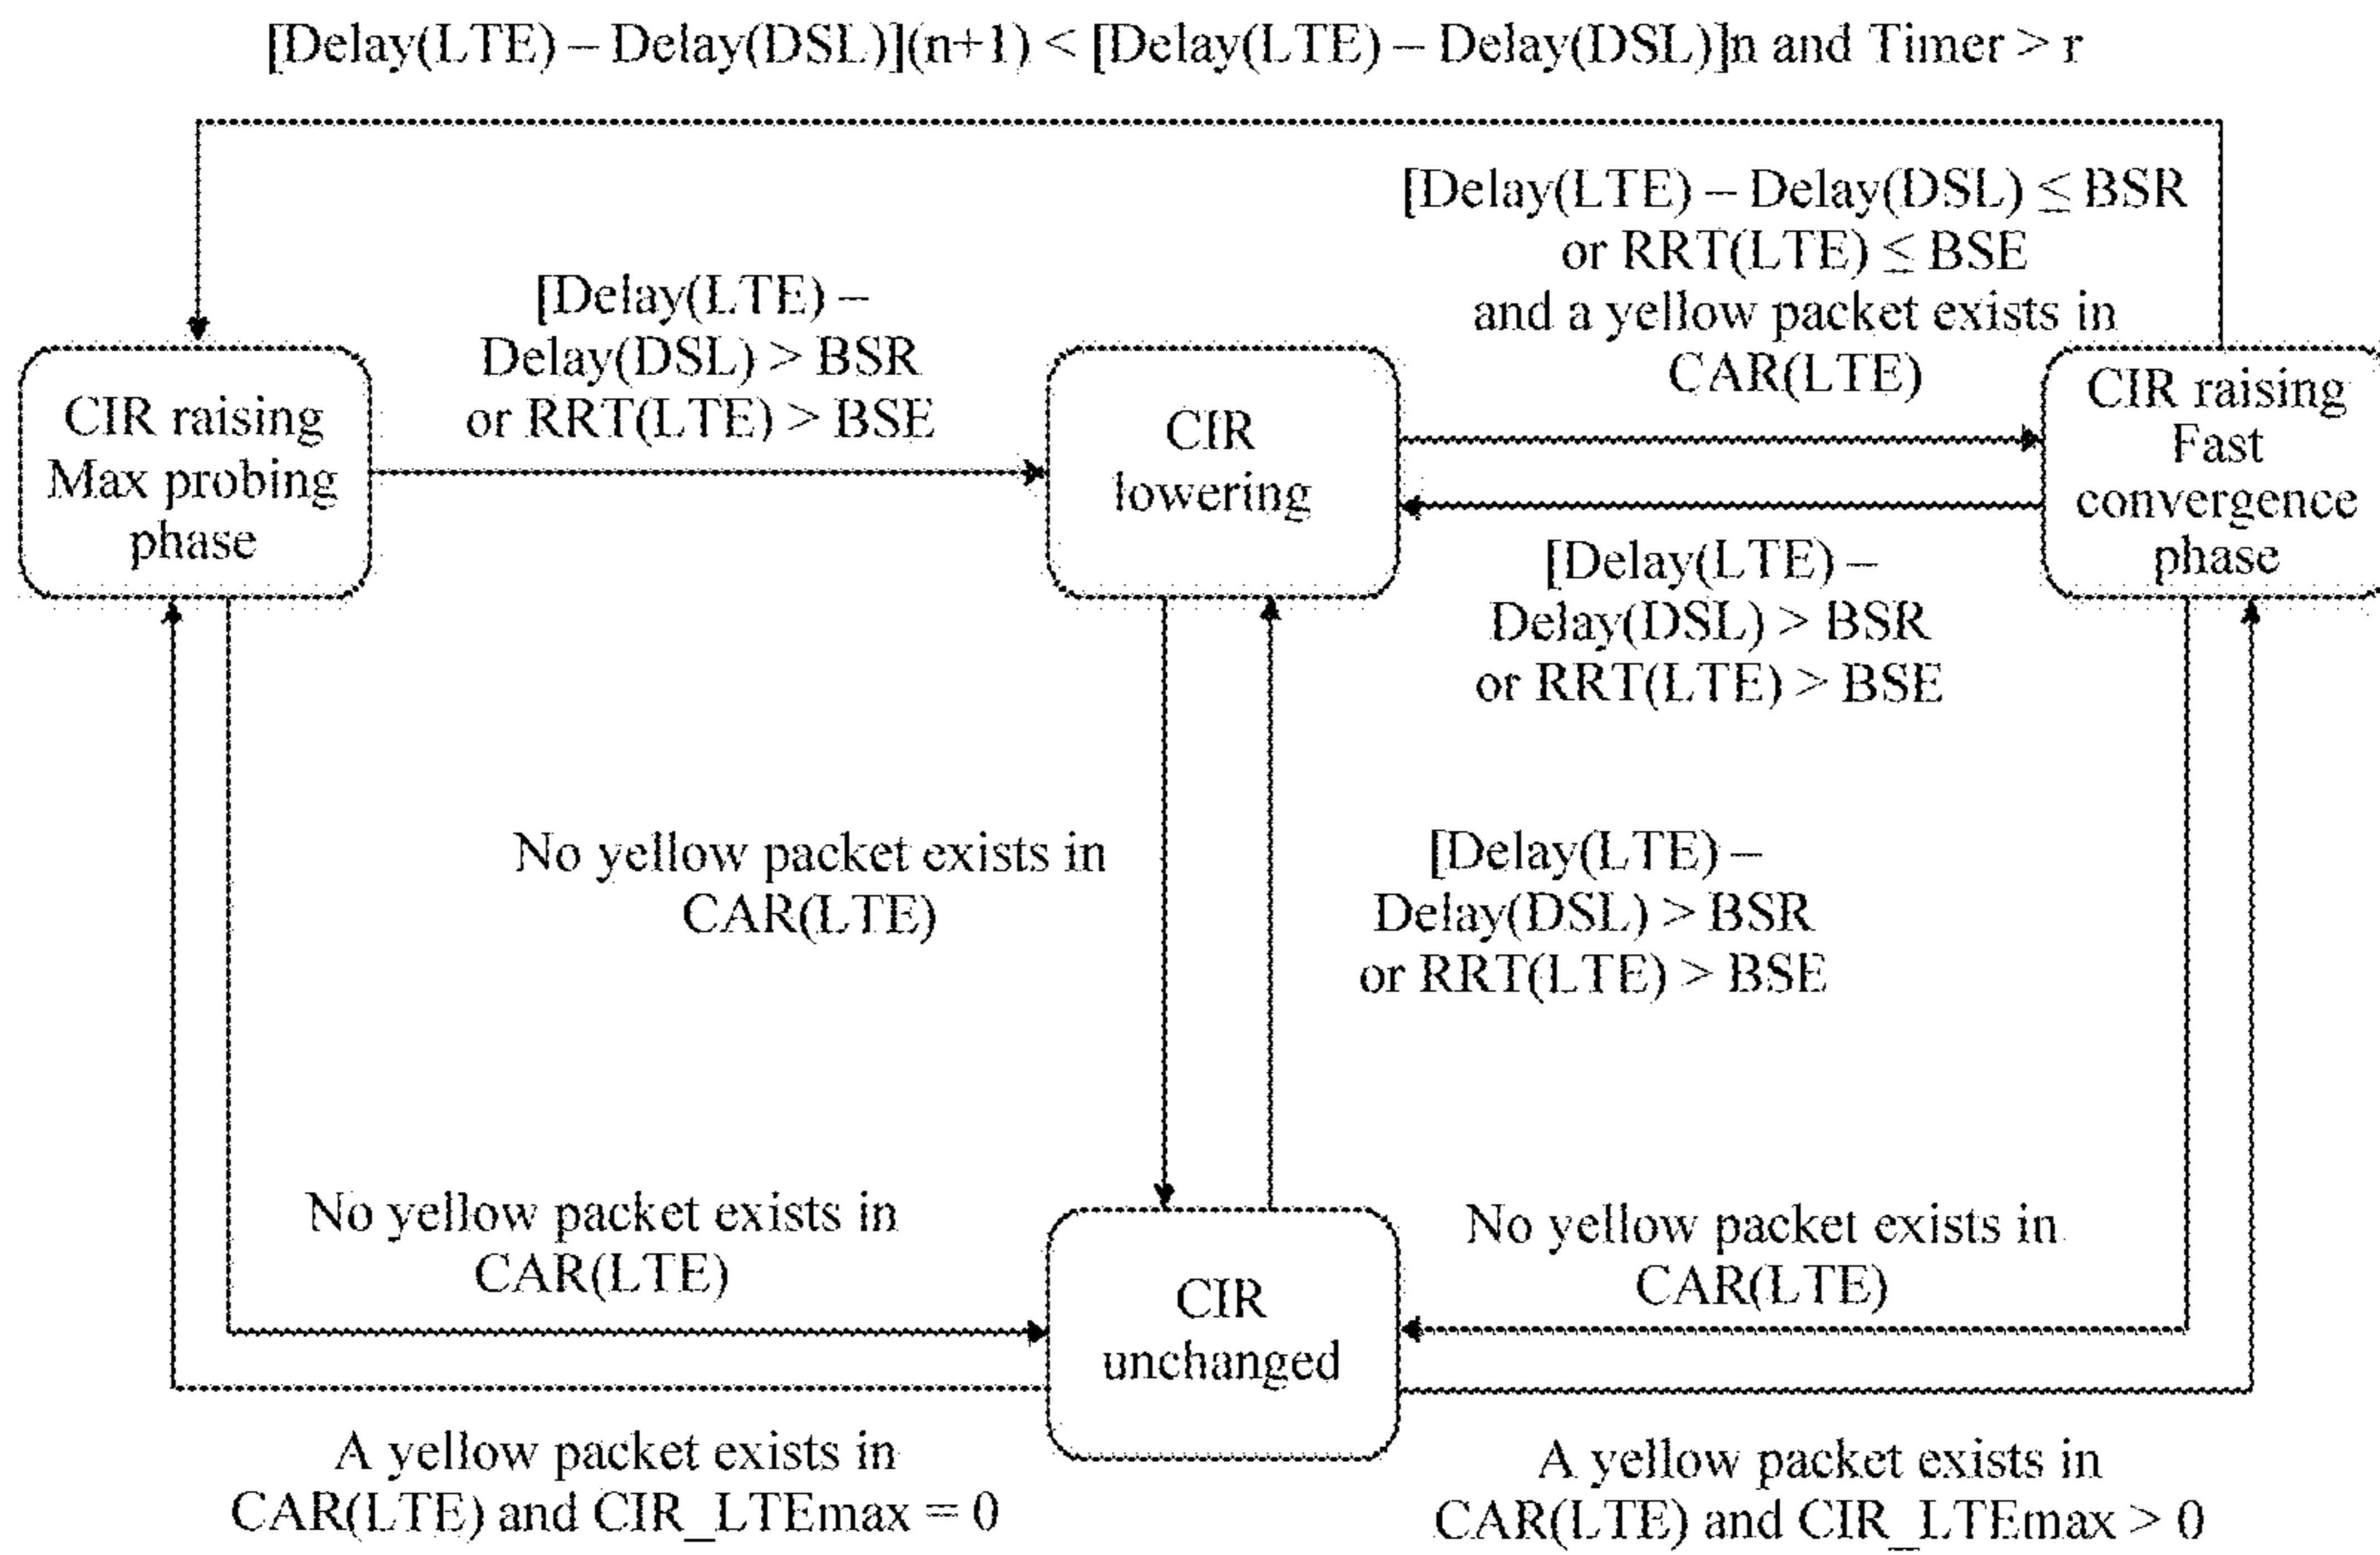 [Delay(LTE) – Delay(DSL)](n+1) < [Delay(LTE) – Delay(DSL)]n and Timer > r
[Delay(LTE) – Delay(DSL) ≤ BSR
or RRT(LTE) ≤ BSE
and a yellow packet exists in
CAR(LTE)
[Delay(LTE) –
Delay(DSL) > BSR
or RRT(LTE) > BSE
CIR raising
Max probing
phase
CIR
lowering
CIR raising
Fast
convergence
phase
[Delay(LTE) –
Delay(DSL) > BSR
or RRT(LTE) > BSE
No yellow packet exists in
CAR(LTE)
[Delay(LTE) –
Delay(DSL) > BSR
or RRT(LTE) > BSE
No yellow packet exists in
CAR(LTE)
No yellow packet exists in
CAR(LTE)
CIR
unchanged
A yellow packet exists in
CAR(LTE) and CIR_LTEmax = 0
A yellow packet exists in
CAR(LTE) and CIR_LTEmax > 0